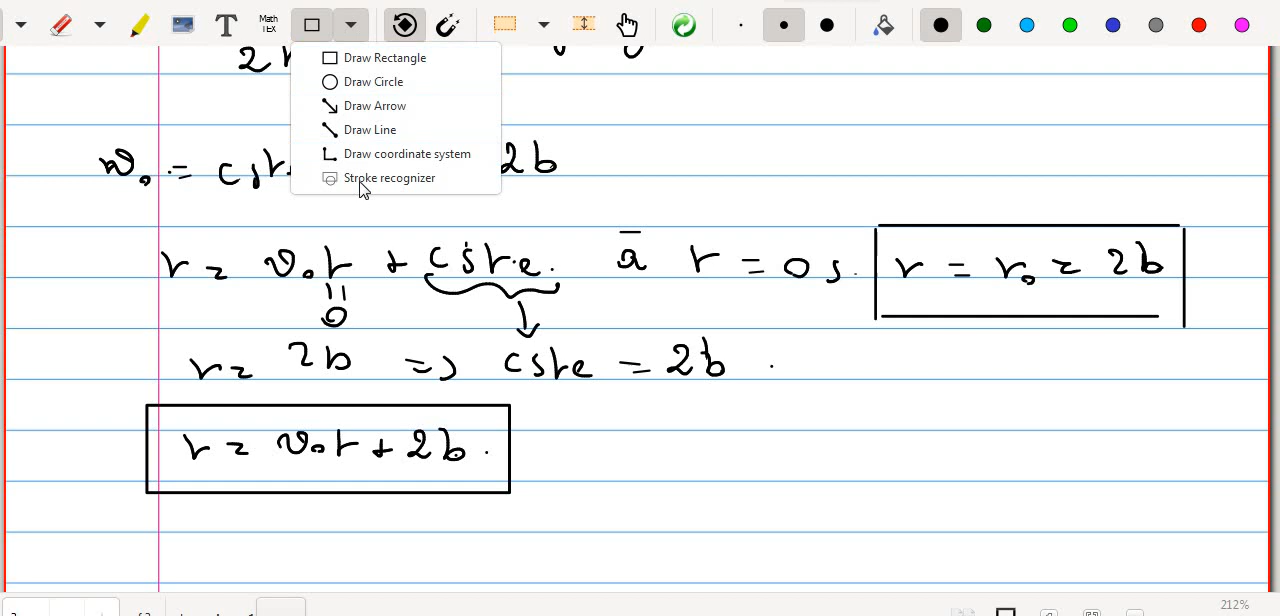 Math
TEX
T
Draw Rectangle
Draw Circle
Draw Arrow
Draw Line
Draw coordinate system
Stroke recognizer
2b
r = v₀t + cste. à t = 0 s. r = r₀ = 2b
0
r = 2b => cste = 2b .
r = v₀t + 2b .
212%